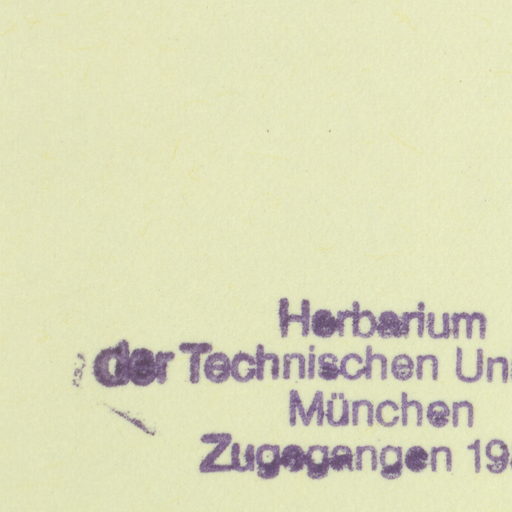 Herbarium
der Technischen Un
München
Zugegangen 19